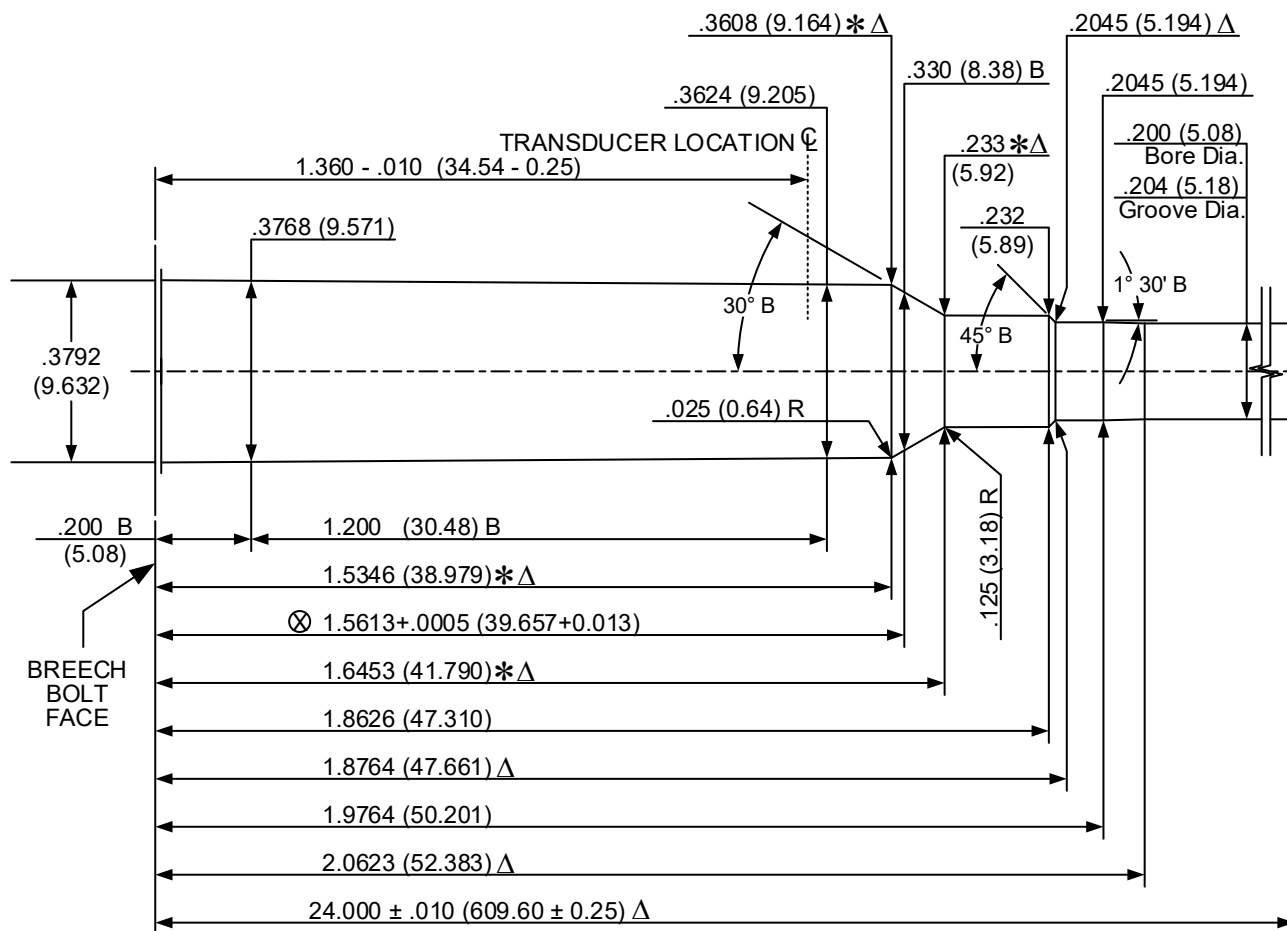 .3608 (9.164) ✻ Δ
.2045 (5.194) Δ
.330 (8.38) B
.3624 (9.205)
.2045 (5.194)
TRANSDUCER LOCATION ℄
.233 ✻ Δ
(5.92)
.200 (5.08)
Bore Dia.
1.360 - .010 (34.54 - 0.25)
.204 (5.18)
Groove Dia.
.3768 (9.571)
.232
(5.89)
30° B
45° B
1° 30' B
.3792
(9.632)
.025 (0.64) R
.125 (3.18) R
.200 B
(5.08)
1.200 (30.48) B
1.5346 (38.979) ✻ Δ
⊗ 1.5613+.0005 (39.657+0.013)
BREECH
BOLT
FACE
1.6453 (41.790) ✻ Δ
1.8626 (47.310)
1.8764 (47.661) Δ
1.9764 (50.201)
2.0623 (52.383) Δ
24.000 ± .010 (609.60 ± 0.25) Δ